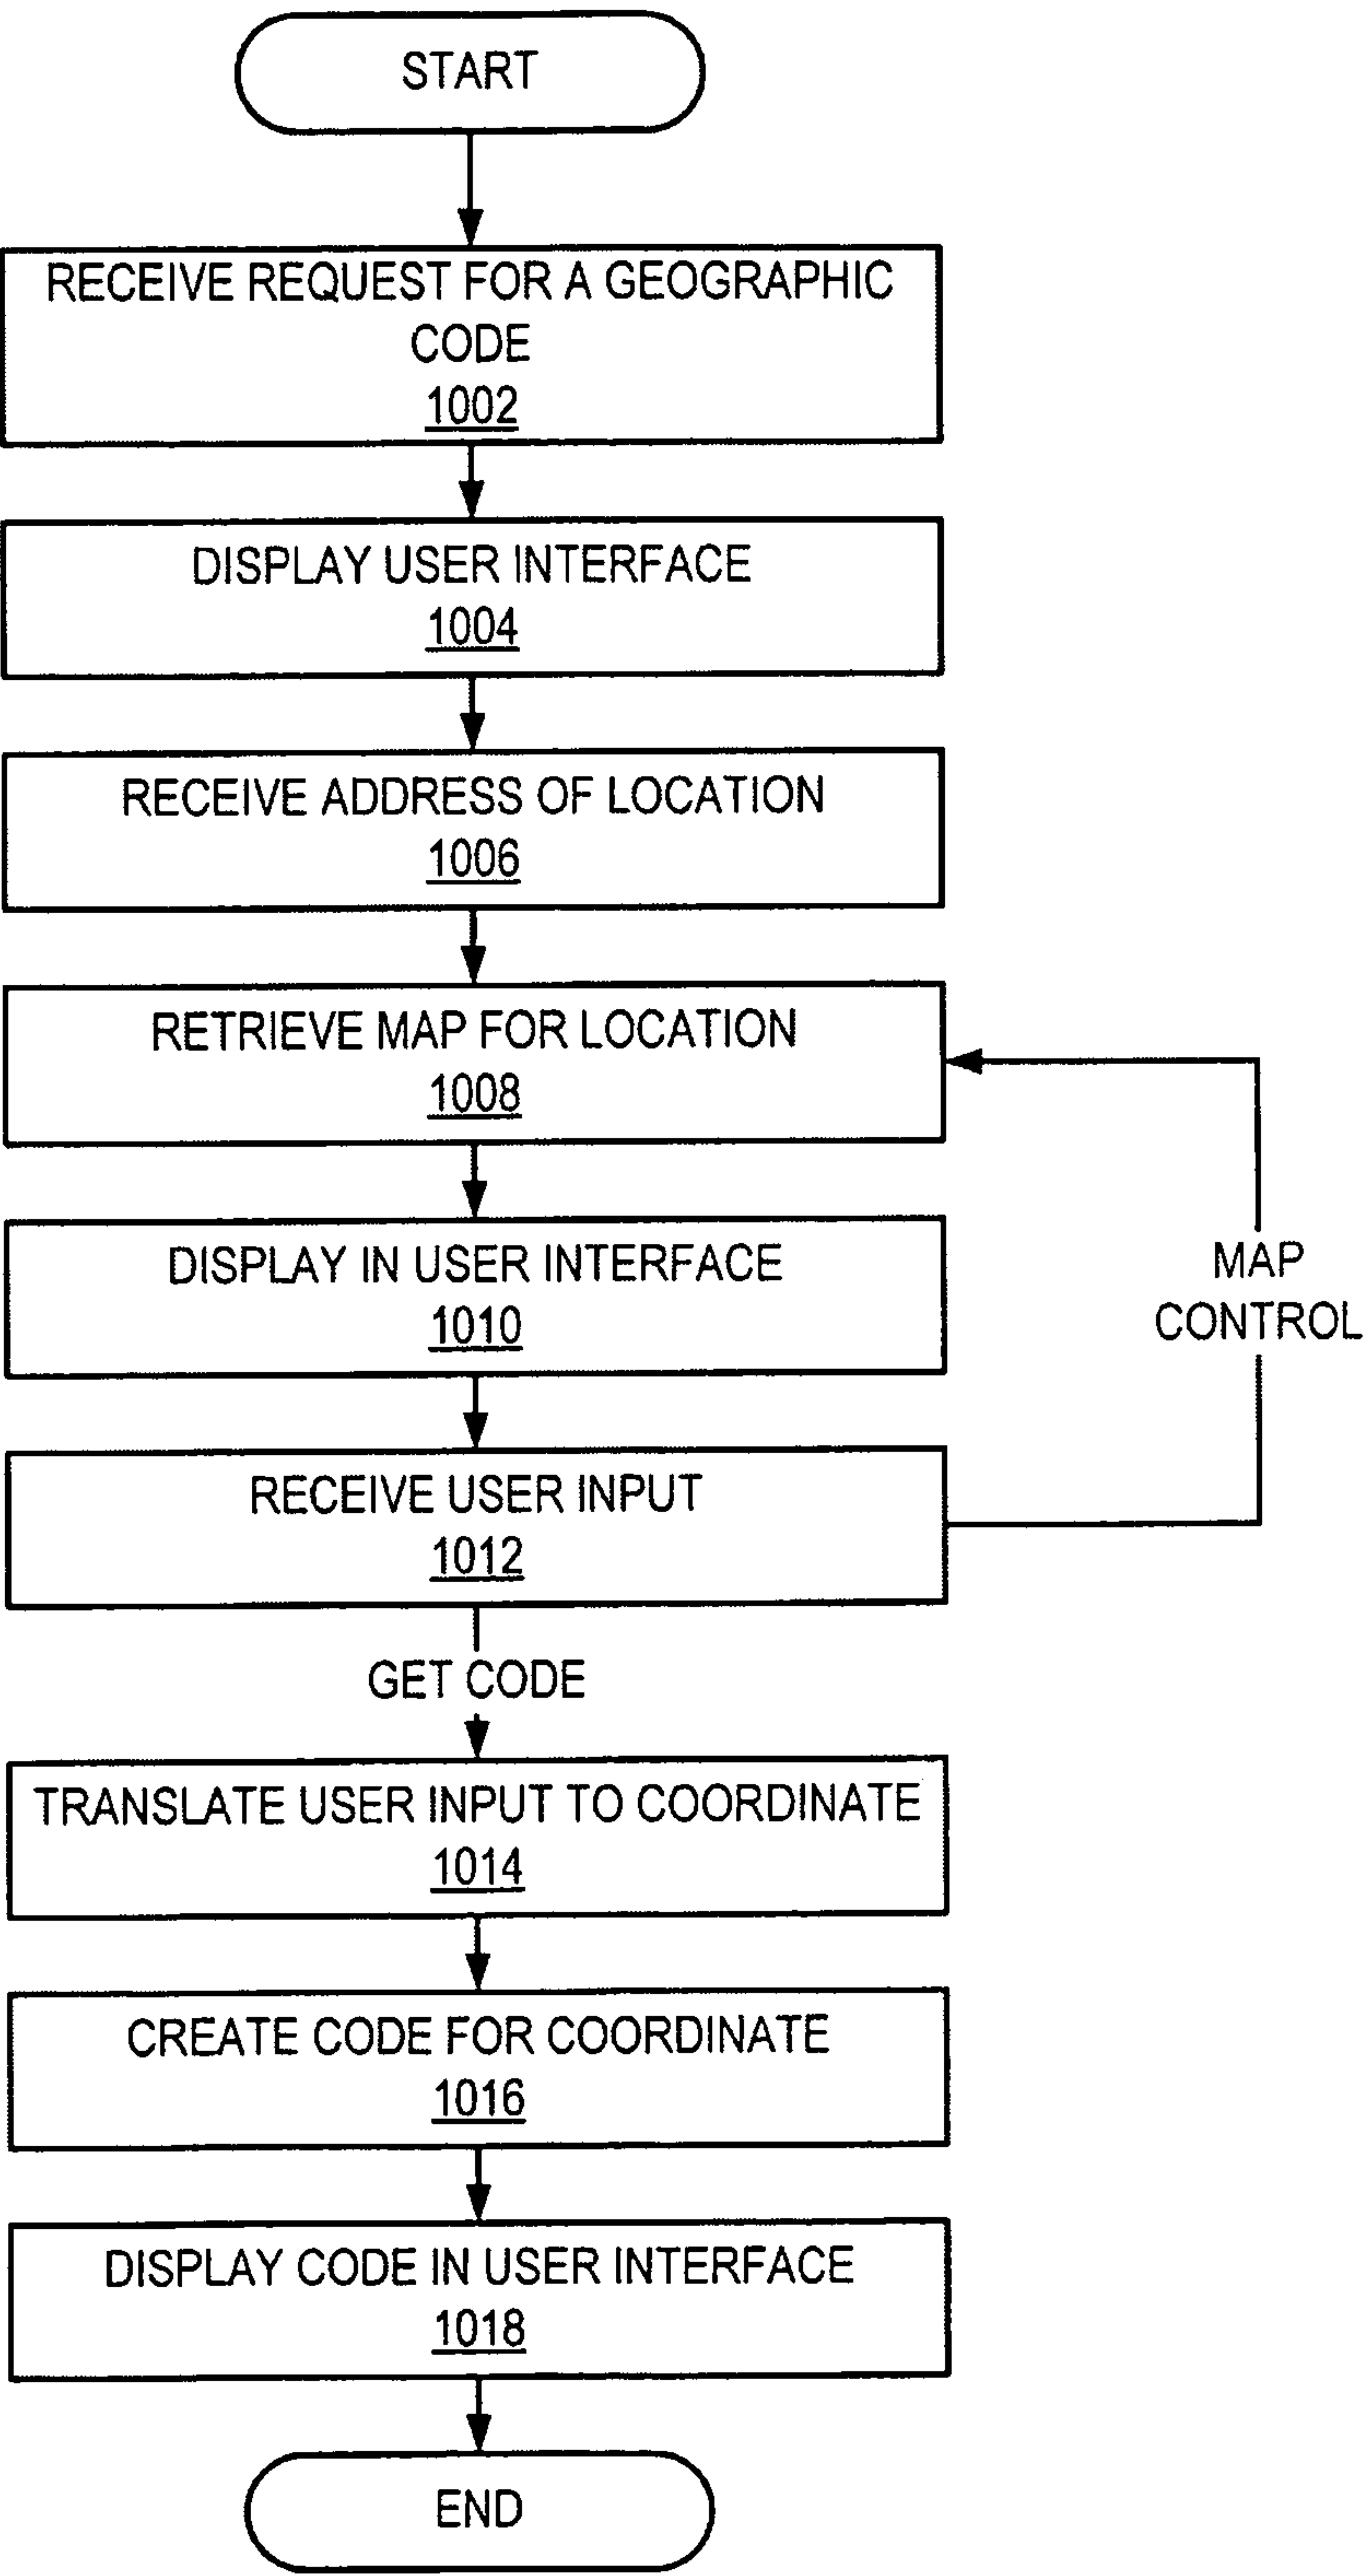 START
RECEIVE REQUEST FOR A GEOGRAPHIC
CODE
1002
DISPLAY USER INTERFACE
1004
RECEIVE ADDRESS OF LOCATION
1006
RETRIEVE MAP FOR LOCATION
1008
DISPLAY IN USER INTERFACE
1010
MAP
CONTROL
RECEIVE USER INPUT
1012
GET CODE
TRANSLATE USER INPUT TO COORDINATE
1014
CREATE CODE FOR COORDINATE
1016
DISPLAY CODE IN USER INTERFACE
1018
END